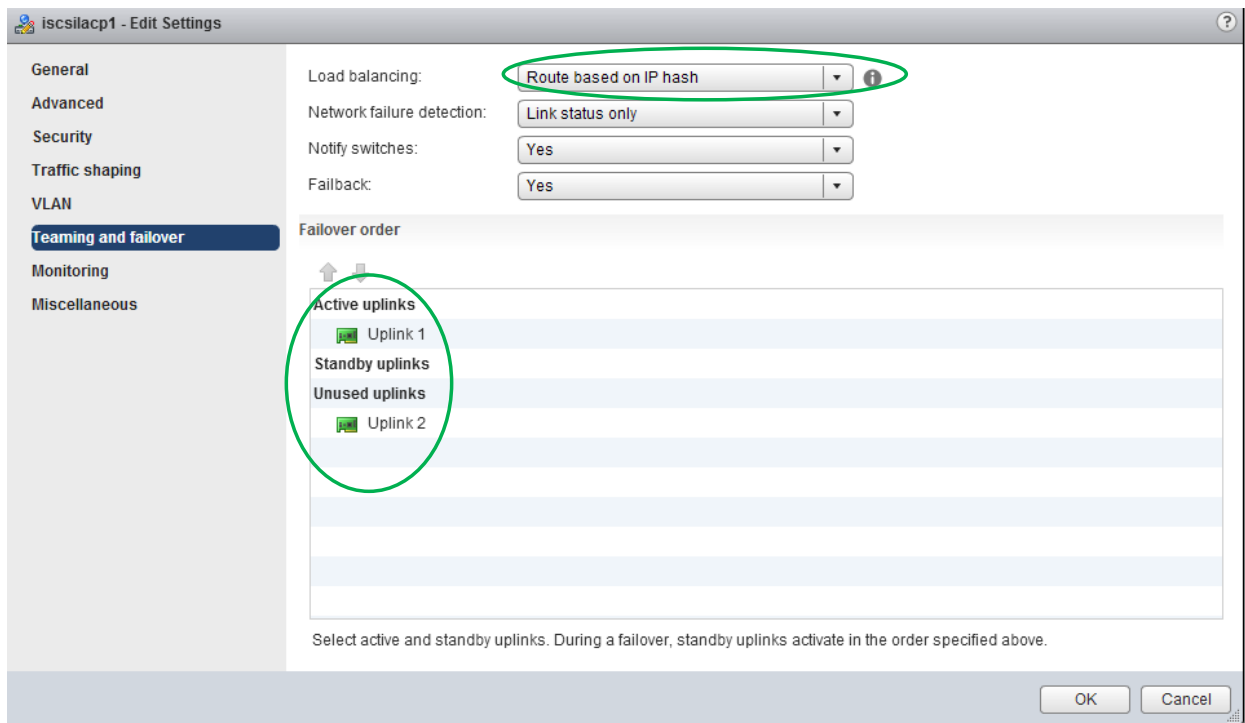 iscsilacp1 - Edit Settings
?
General
Advanced
Security
Traffic shaping
VLAN
Teaming and failover
Monitoring
Miscellaneous
Load balancing:
Route based on IP hash
Network failure detection:
Link status only
Notify switches:
Yes
Failback:
Yes
Failover order
Active uplinks
Uplink 1
Standby uplinks
Unused uplinks
Uplink 2
Select active and standby uplinks. During a failover, standby uplinks activate in the order specified above.
OK
Cancel